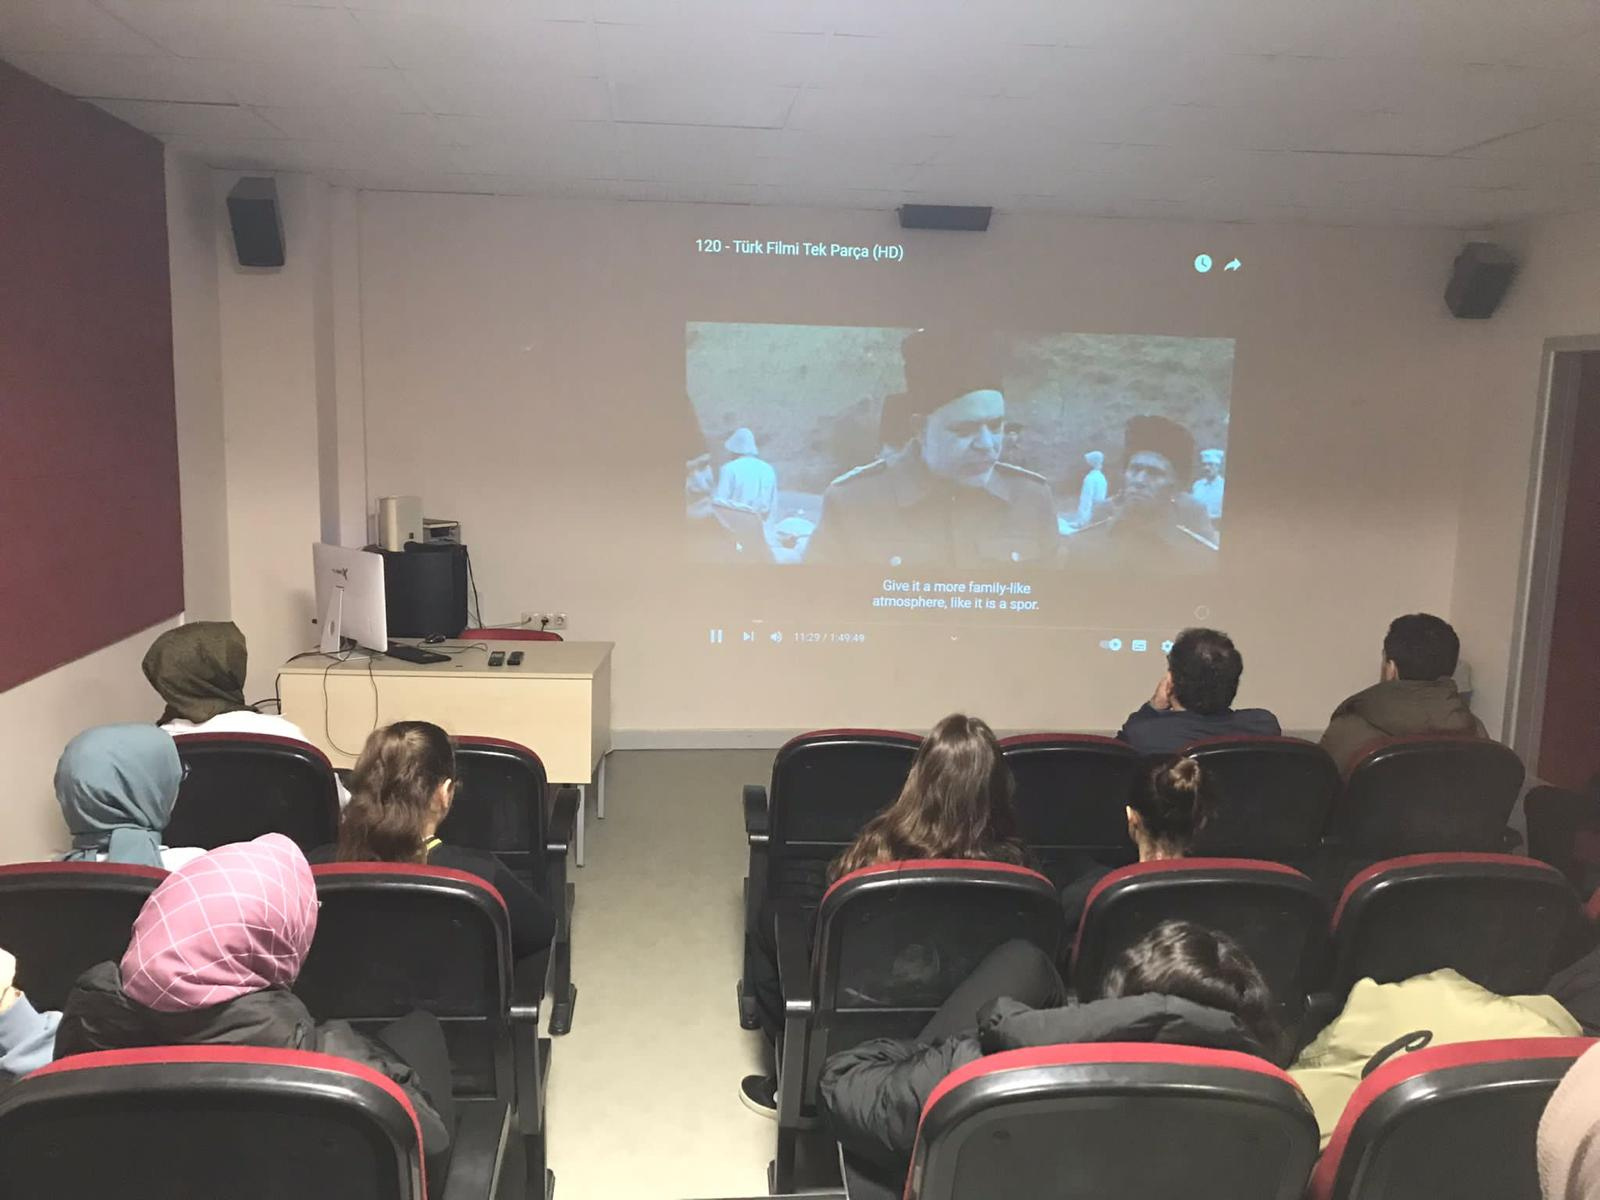 120 - Türk Filmi Tek Parça (HD)
Give it a more family-like
atmosphere, like it is a spor.
11:29 / 1:49:49